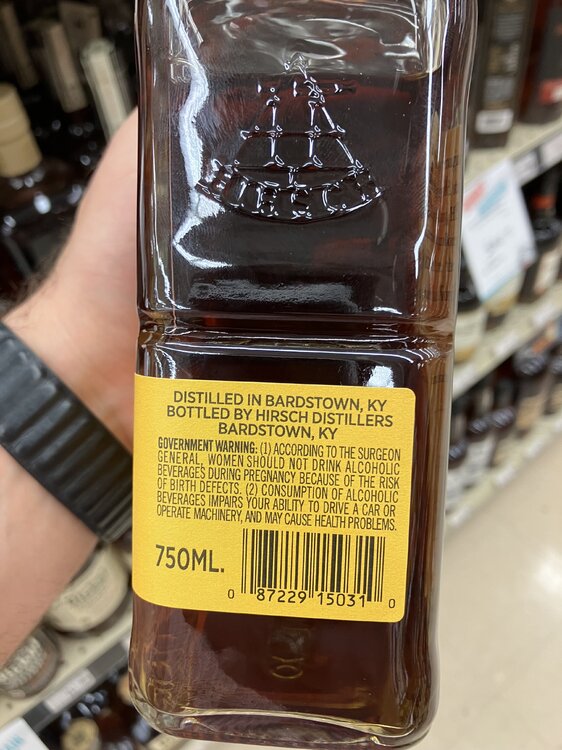 HIRSCH
DISTILLED IN BARDSTOWN, KY
BOTTLED BY HIRSCH DISTILLERS
BARDSTOWN, KY
GOVERNMENT WARNING: (1) ACCORDING TO THE SURGEON
GENERAL, WOMEN SHOULD NOT DRINK ALCOHOLIC
BEVERAGES DURING PREGNANCY BECAUSE OF THE RISK
OF BIRTH DEFECTS. (2) CONSUMPTION OF ALCOHOLIC
BEVERAGES IMPAIRS YOUR ABILITY TO DRIVE A CAR OR
OPERATE MACHINERY, AND MAY CAUSE HEALTH PROBLEMS.
750ML.
0 87229 15031 0